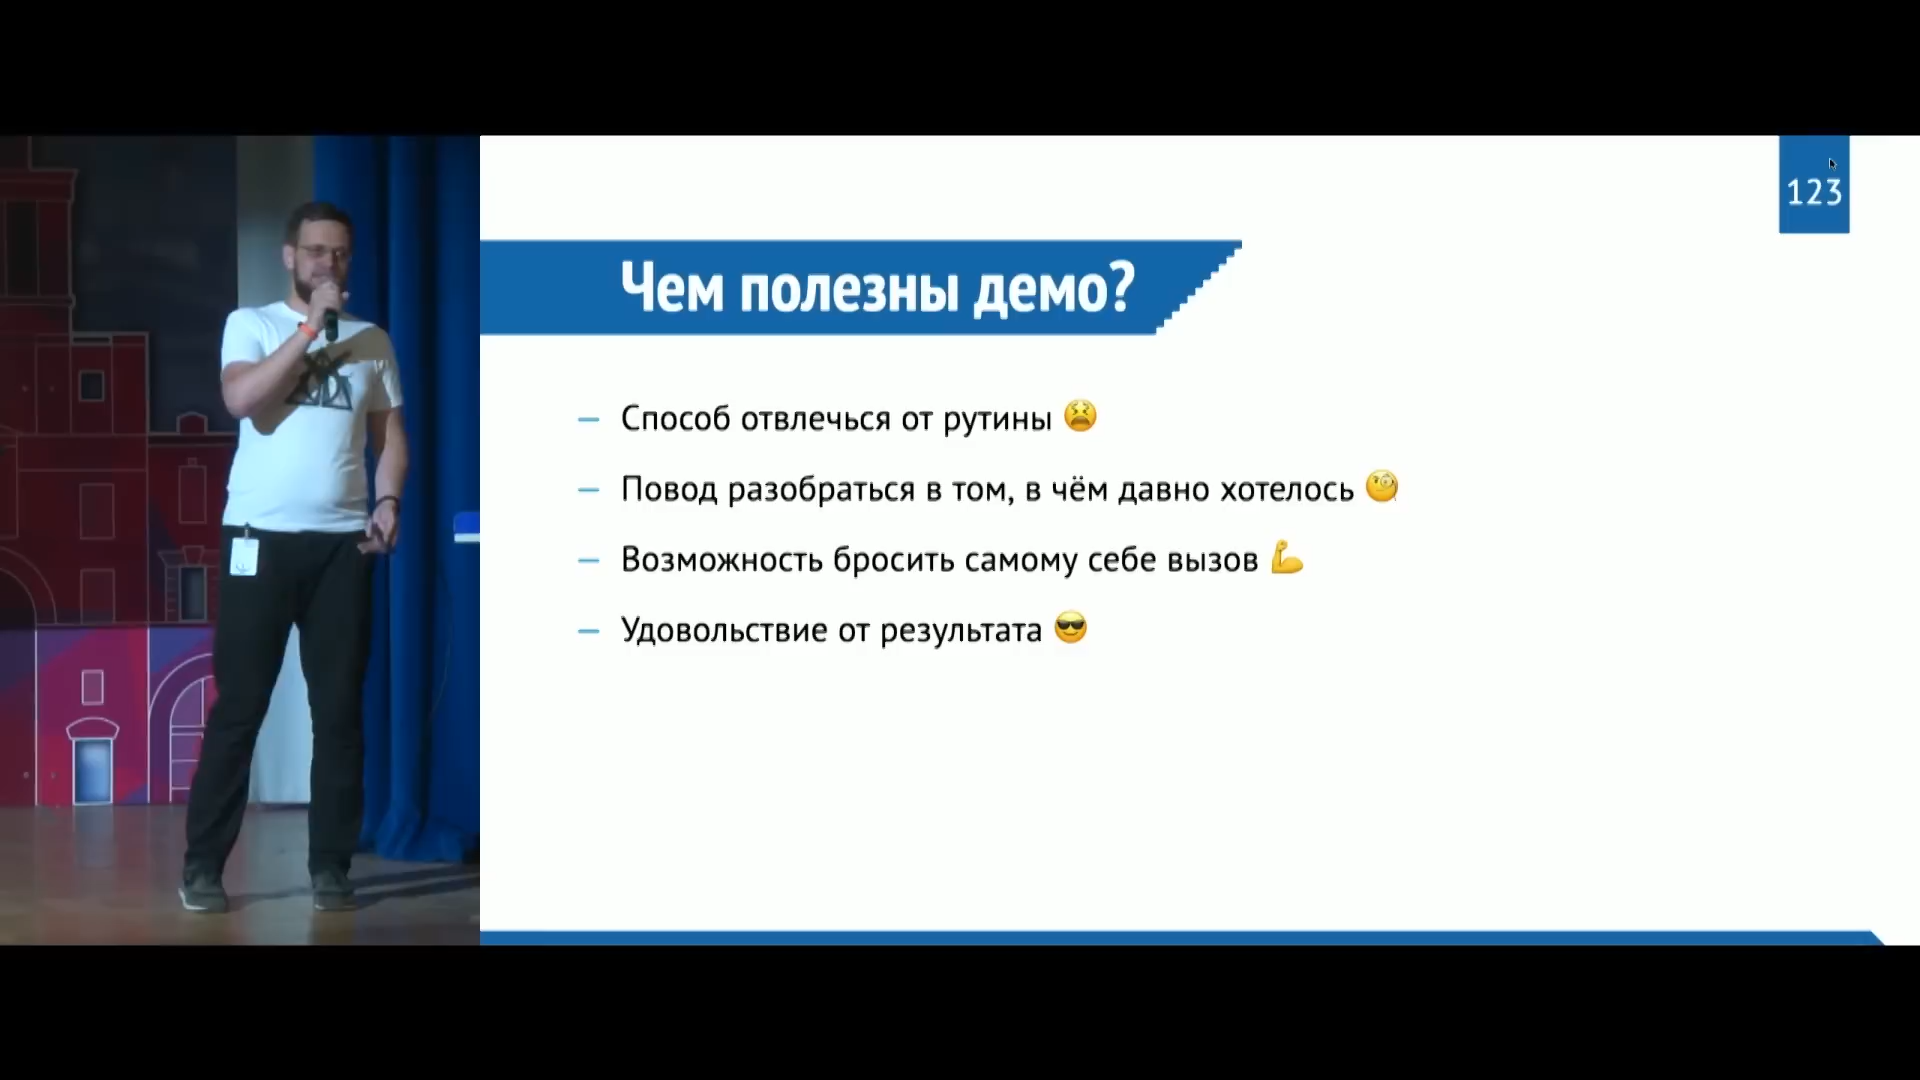 123
Чем полезны демо?
— Способ отвлечься от рутины 😫
— Повод разобраться в том, в чём давно хотелось 🧐
— Возможность бросить самому себе вызов 💪
— Удовольствие от результата 😎